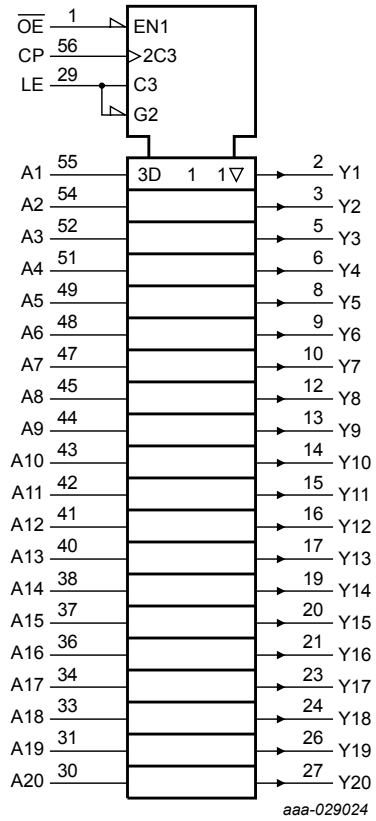 O̅E̅ 1 EN1
CP 56 2C3
LE 29 C3
G2
A1 55 3D 1 1▽ 2 Y1
A2 54 3 Y2
A3 52 5 Y3
A4 51 6 Y4
A5 49 8 Y5
A6 48 9 Y6
A7 47 10 Y7
A8 45 12 Y8
A9 44 13 Y9
A10 43 14 Y10
A11 42 15 Y11
A12 41 16 Y12
A13 40 17 Y13
A14 38 19 Y14
A15 37 20 Y15
A16 36 21 Y16
A17 34 23 Y17
A18 33 24 Y18
A19 31 26 Y19
A20 30 27 Y20
aaa-029024